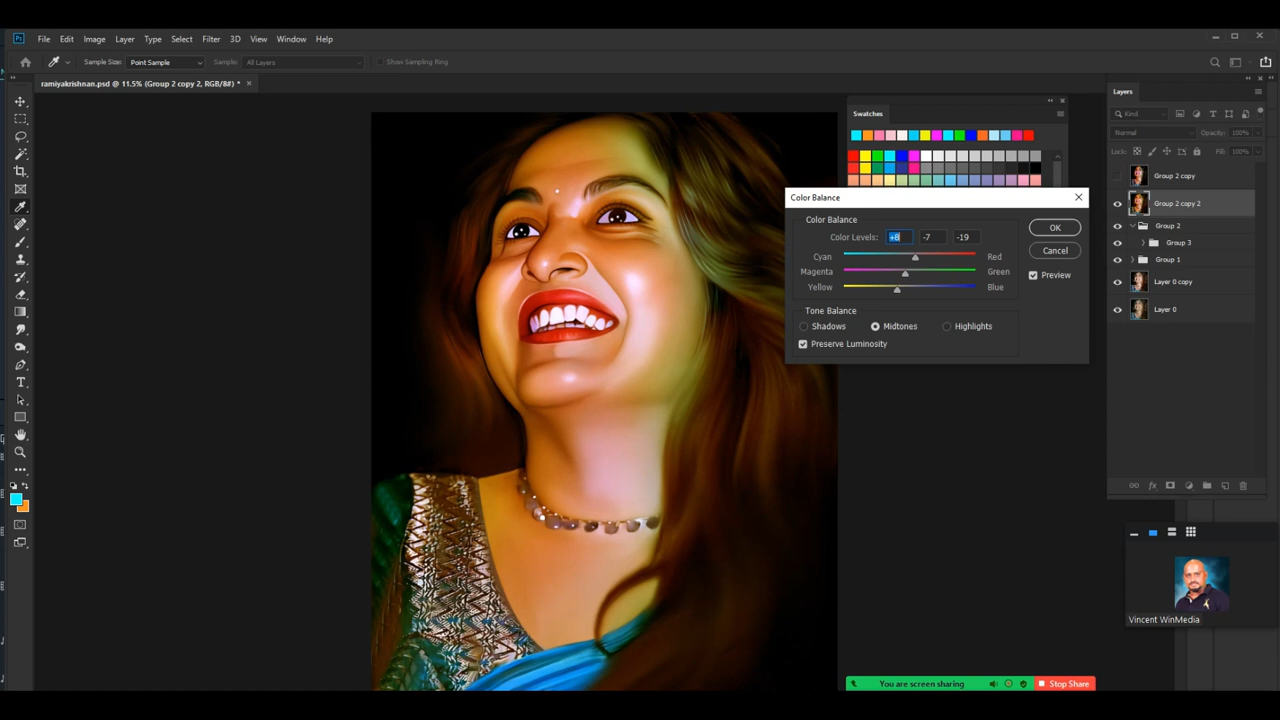 Ps File Edit Image Layer Type Select Filter 3D View Window Help
Sample Size: Point Sample Sample: All Layers Show Sampling Ring
ramiyakrishnan.psd @ 11.5% (Group 2 copy 2, RGB/8#) *
Swatches
Layers
Kind
Normal Opacity: 100%
Lock: Fill: 100%
Group 2 copy
Group 2 copy 2
Group 2
Group 3
Group 1
Layer 0 copy
Layer 0
Color Balance
Color Balance
Color Levels: +8 -7 -19
Cyan Red
Magenta Green
Yellow Blue
OK
Cancel
Preview
Tone Balance
Shadows Midtones Highlights
Preserve Luminosity
Vincent WinMedia
You are screen sharing Stop Share